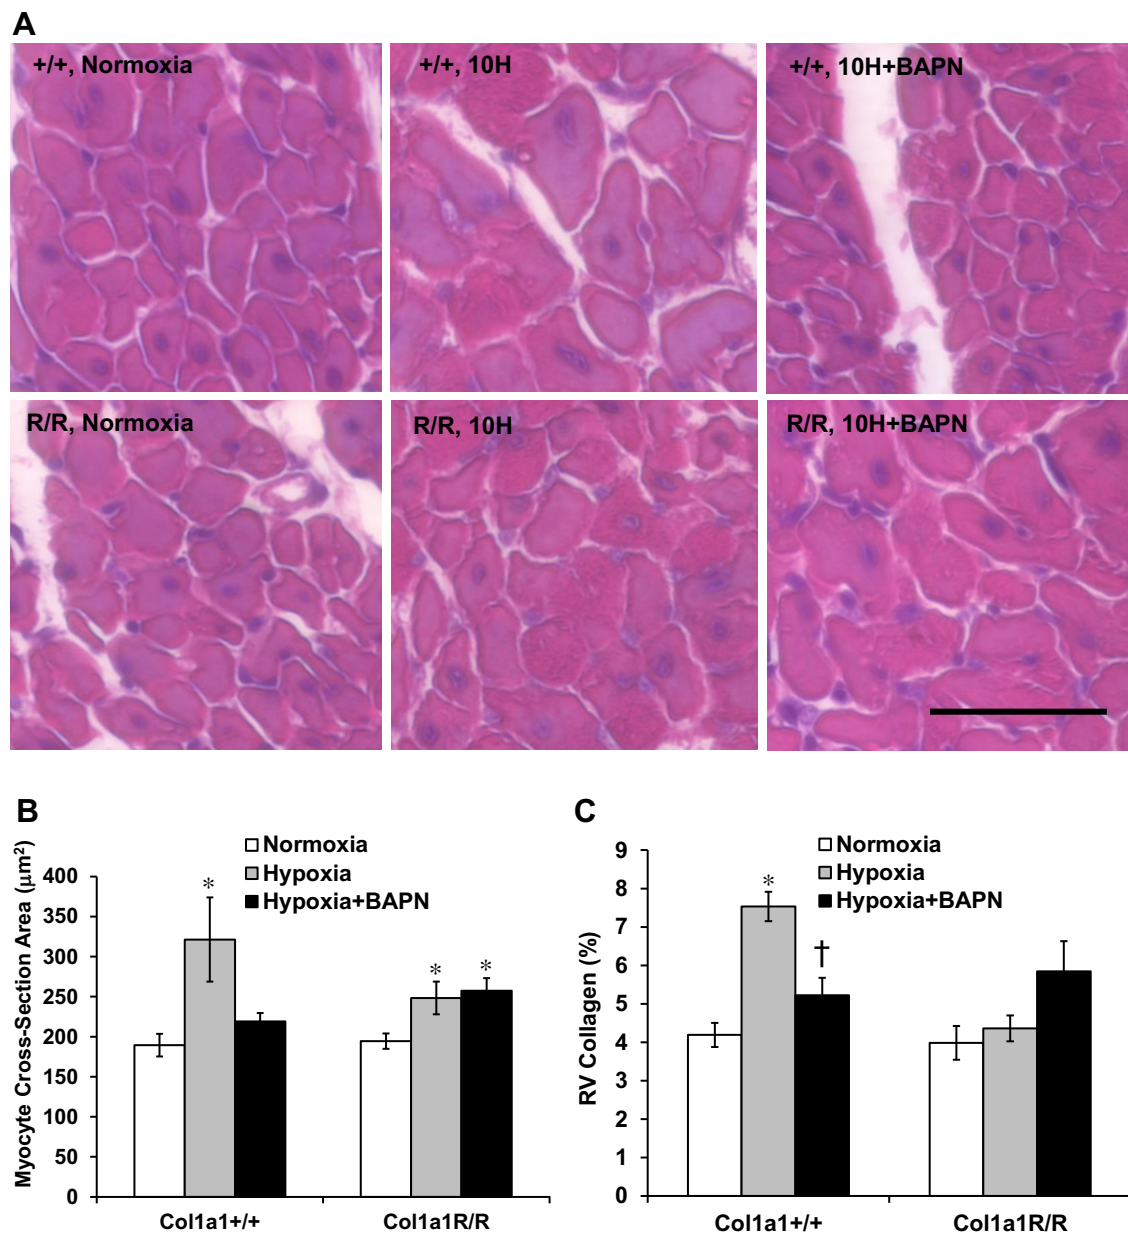 A
+/+, Normoxia
+/+, 10H
+/+, 10H+BAPN
R/R, Normoxia
R/R, 10H
R/R, 10H+BAPN
B
Normoxia
Hypoxia
Hypoxia+BAPN
Myocyte Cross-Section Area (μm²)
400
350
300
250
200
150
100
50
0
*
*
*
Col1a1+/+
Col1a1R/R
C
Normoxia
Hypoxia
Hypoxia+BAPN
RV Collagen (%)
9
8
7
6
5
4
3
2
1
0
*
†
Col1a1+/+
Col1a1R/R